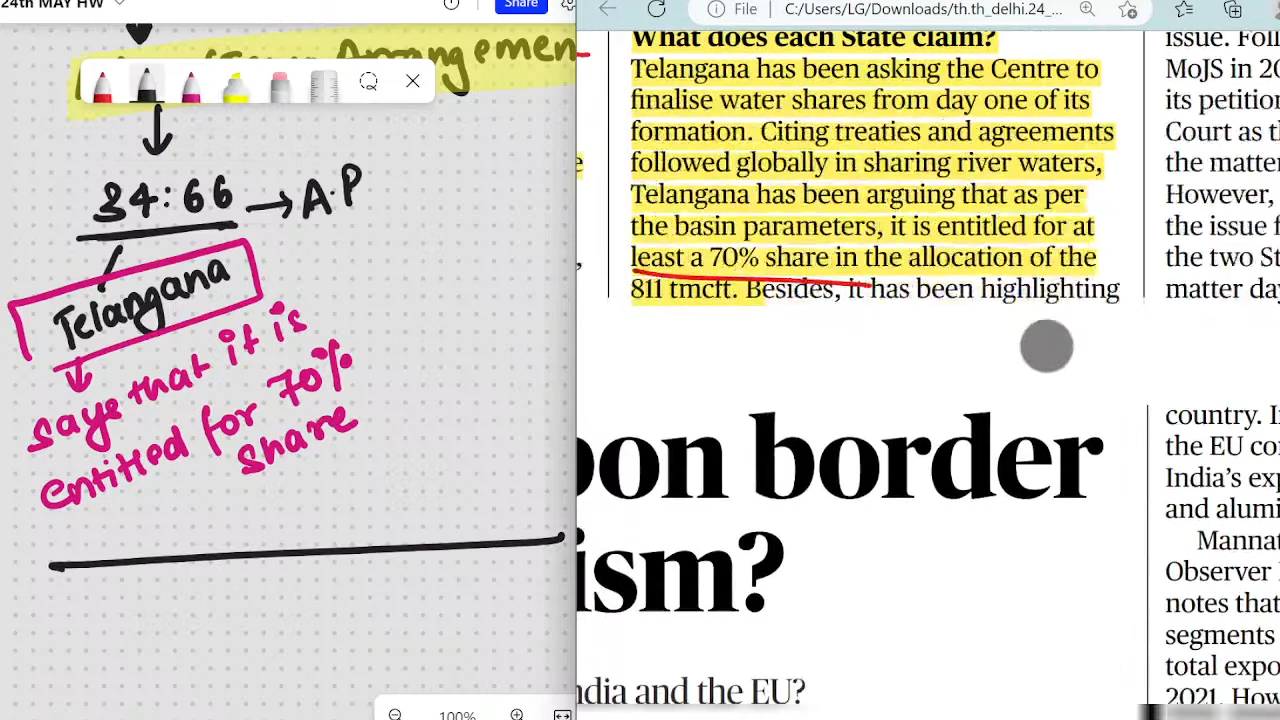 24th MAY HW
Share
Arrangemen
34:66 → A.P
Telangana
says that it is
entitled for 70%
share
100%
File
C:/Users/LG/Downloads/th.th_delhi.24_...
What does each State claim?
Telangana has been asking the Centre to
finalise water shares from day one of its
formation. Citing treaties and agreements
followed globally in sharing river waters,
Telangana has been arguing that as per
the basin parameters, it is entitled for at
least a 70% share in the allocation of the
811 tmcft. Besides, it has been highlighting
issue. Foll
MoJS in 20
its petition
Court as th
the matter
However,
the issue f
the two St
matter day
bon border
ism?
ndia and the EU?
country. I
the EU con
India's exp
and alumi
Mannat
Observer
notes that
segments
total expo
2021. How